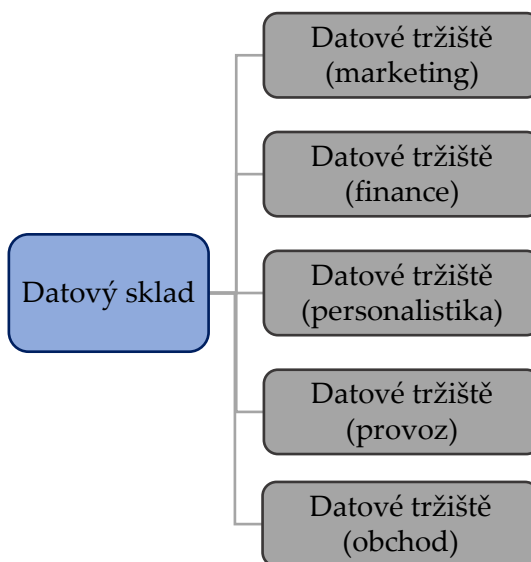 Datové tržiště
(marketing)
Datové tržiště
(finance)
Datový sklad
Datové tržiště
(personalistika)
Datové tržiště
(provoz)
Datové tržiště
(obchod)